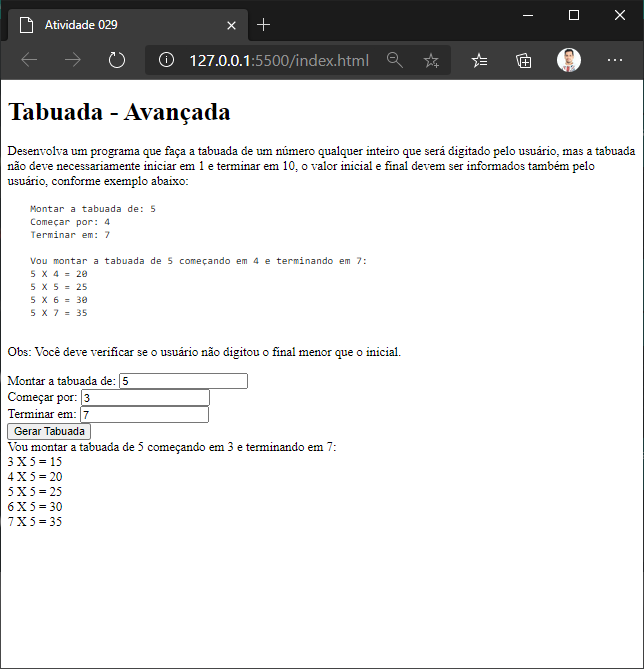 Atividade 029
127.0.0.1:5500/index.html
Tabuada - Avançada
Desenvolva um programa que faça a tabuada de um número qualquer inteiro que será digitado pelo usuário, mas a tabuada
não deve necessariamente iniciar em 1 e terminar em 10, o valor inicial e final devem ser informados também pelo
usuário, conforme exemplo abaixo:
Montar a tabuada de: 5
Começar por: 4
Terminar em: 7
Vou montar a tabuada de 5 começando em 4 e terminando em 7:
5 X 4 = 20
5 X 5 = 25
5 X 6 = 30
5 X 7 = 35
Obs: Você deve verificar se o usuário não digitou o final menor que o inicial.
Montar a tabuada de: 5
Começar por: 3
Terminar em: 7
Gerar Tabuada
Vou montar a tabuada de 5 começando em 3 e terminando em 7:
3 X 5 = 15
4 X 5 = 20
5 X 5 = 25
6 X 5 = 30
7 X 5 = 35